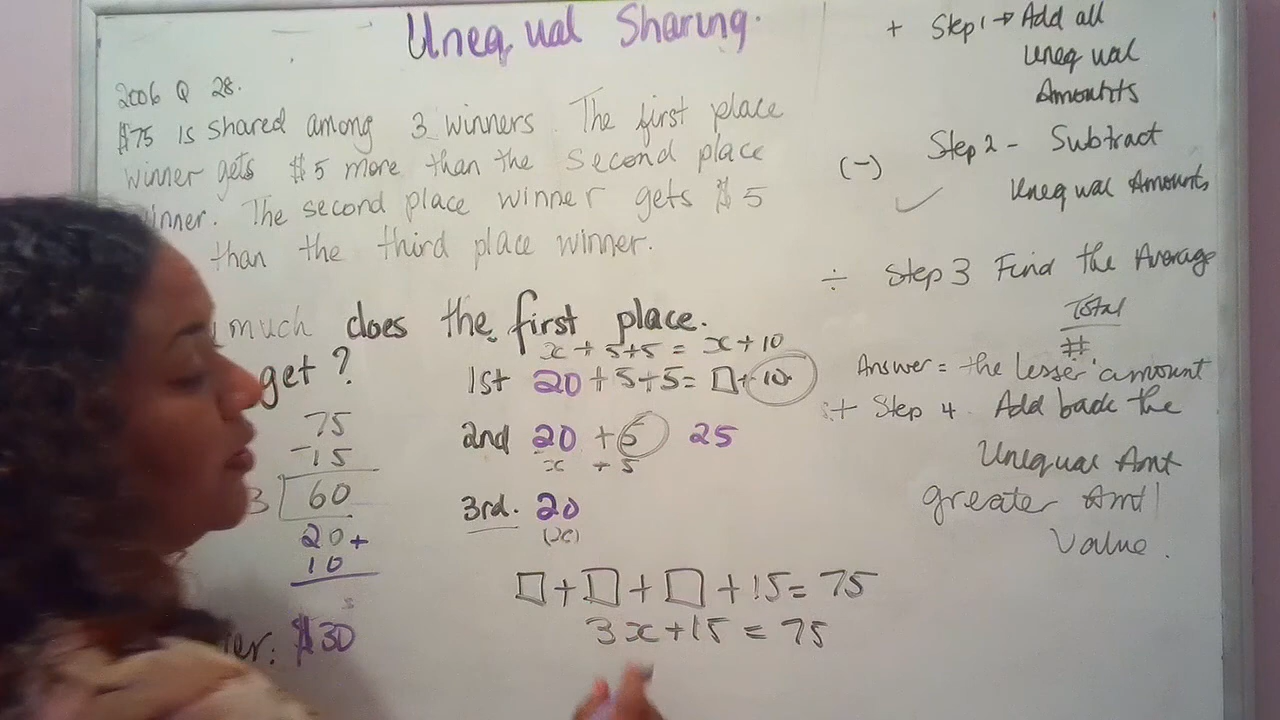 Unequal Sharing.
2006 Q 28.
$75 is shared among 3 winners. The first place
winner gets $5 more than the second place
winner. The second place winner gets $5
than the third place winner.
much does the first place.
get?
75
-15
3 60
20+
10
$30
x + 5+5 = x+10
1st 20 +5+5= □+10.
2nd 20 +5 25
x + 5
3rd. 20
(x)
□+□+□+15=75
3x+15=75
+ Step 1→ Add all
Unequal
Amounts
(-) Step 2 - Subtract
Unequal Amounts
÷ Step 3 Find the Average
Total
#
Answer = the lesser amount
+ Step 4 Add back the
Unequal Amt
greater Amt
Value.